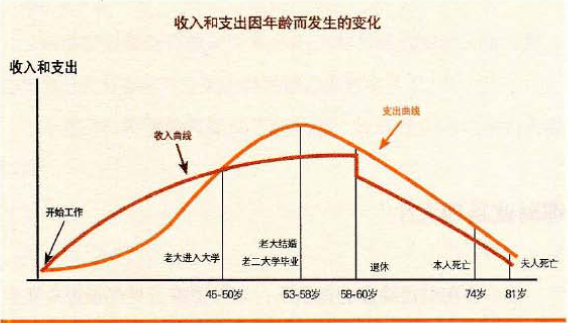 收入和支出因年龄而发生的变化
收入和支出
支出曲线
收入曲线
开始工作
老大进入大学
老大结婚
老二大学毕业
退休
本人死亡
夫人死亡
45-50岁
53-58岁
58-60岁
74岁
81岁